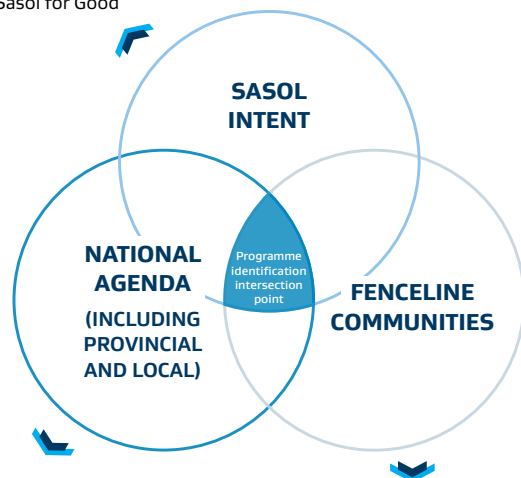 Sasol for Good
SASOL
INTENT
NATIONAL
AGENDA
(INCLUDING
PROVINCIAL
AND LOCAL)
Programme
identification
intersection
point
FENCELINE
COMMUNITIES